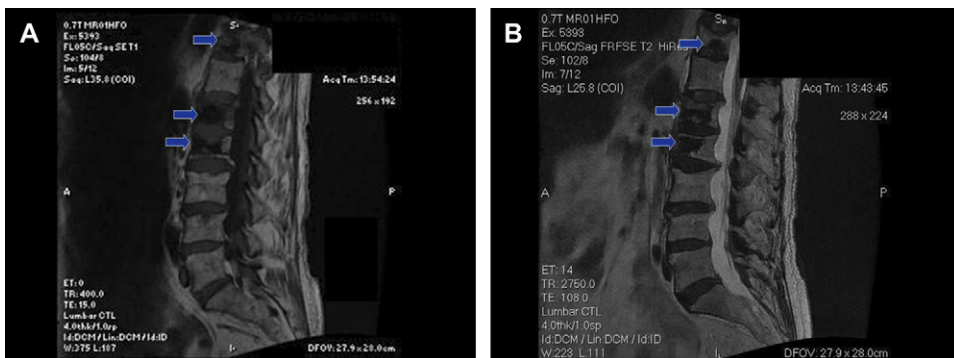 A
0.7T MR01HFO
Ex: 5393
FL05C/Sag SE T1
Se: 104/8
Im: 5/12
Sag: L35.8 (COI)
S
Acq Tm: 13:54:24
256 x 192
A
P
ET: 0
TR: 400.0
TE: 15.0
Lumbar CTL
4.0thk/1.0sp
Id:DCM / Lin:DCM / Id:ID
W:375 L:187
I
DFOV: 27.9 x 28.0cm
B
0.7T MR01HFO
Ex: 5393
FL05C/Sag FRFSE T2 HiRes
Se: 102/8
Im: 7/12
Sag: L25.8 (COI)
S
Acq Tm: 13:43:45
288 x 224
A
P
ET: 14
TR: 2750.0
TE: 108.0
Lumbar CTL
4.0thk/1.0sp
Id:DCM / Lin:DCM / Id:ID
W:223 L:111
DFOV: 27.9 x 28.0cm